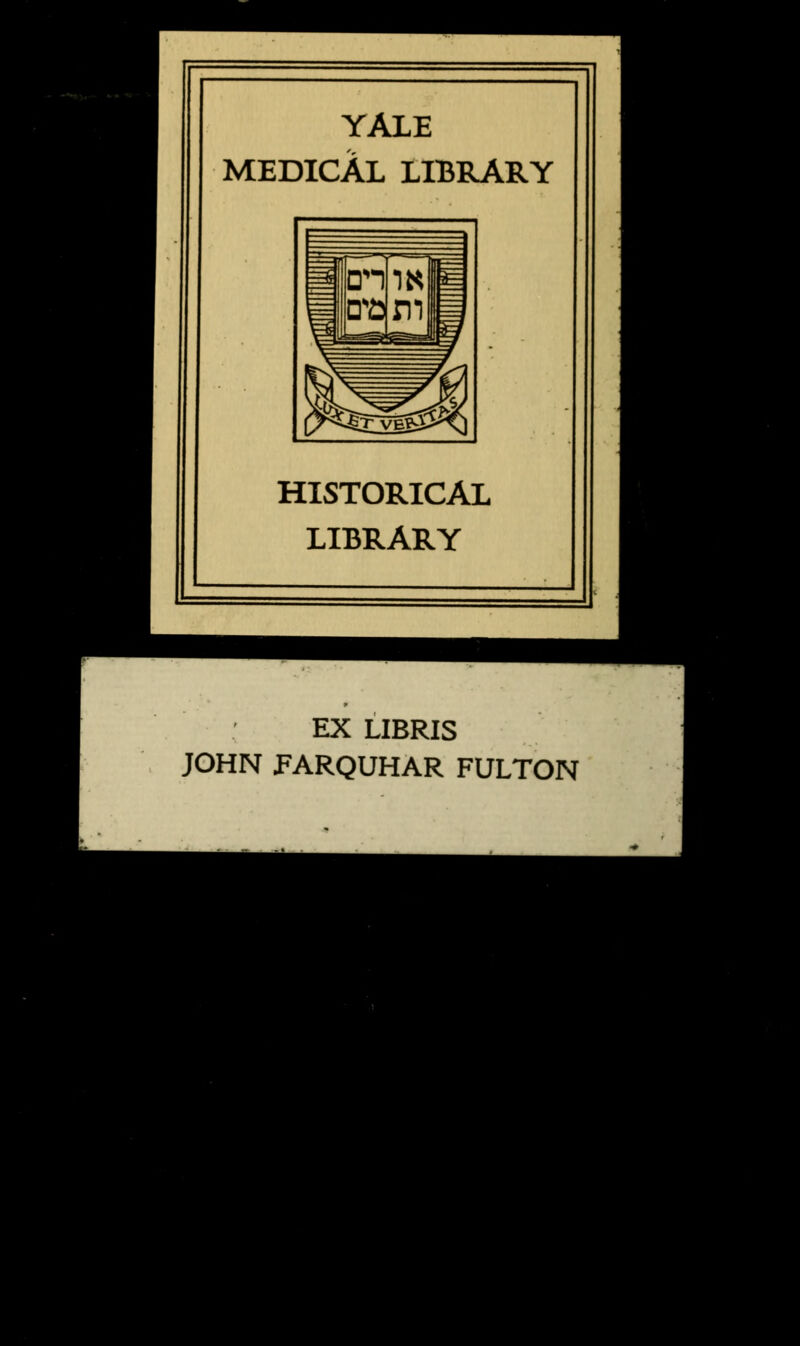 YALE
MEDICAL LIBRARY
אורים
ותמים
LUX ET VERITAS
HISTORICAL
LIBRARY
EX LIBRIS
JOHN FARQUHAR FULTON